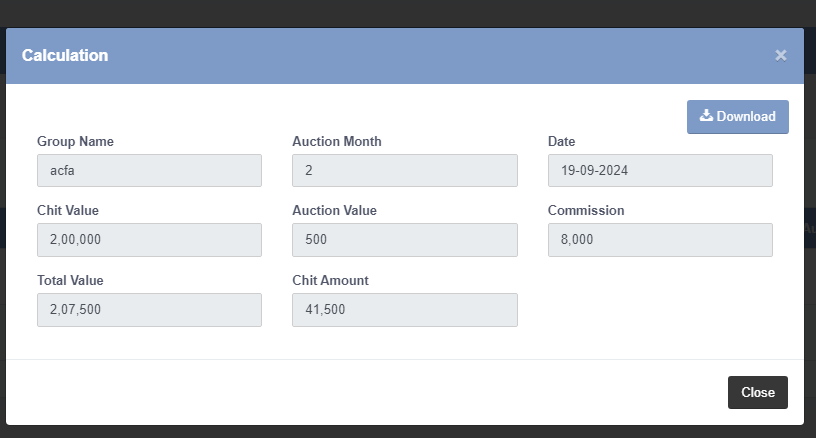 Calculation
×
Download
Group Name Auction Month Date
acfa 2 19-09-2024
Chit Value Auction Value Commission
2,00,000 500 8,000
Total Value Chit Amount
2,07,500 41,500
Close